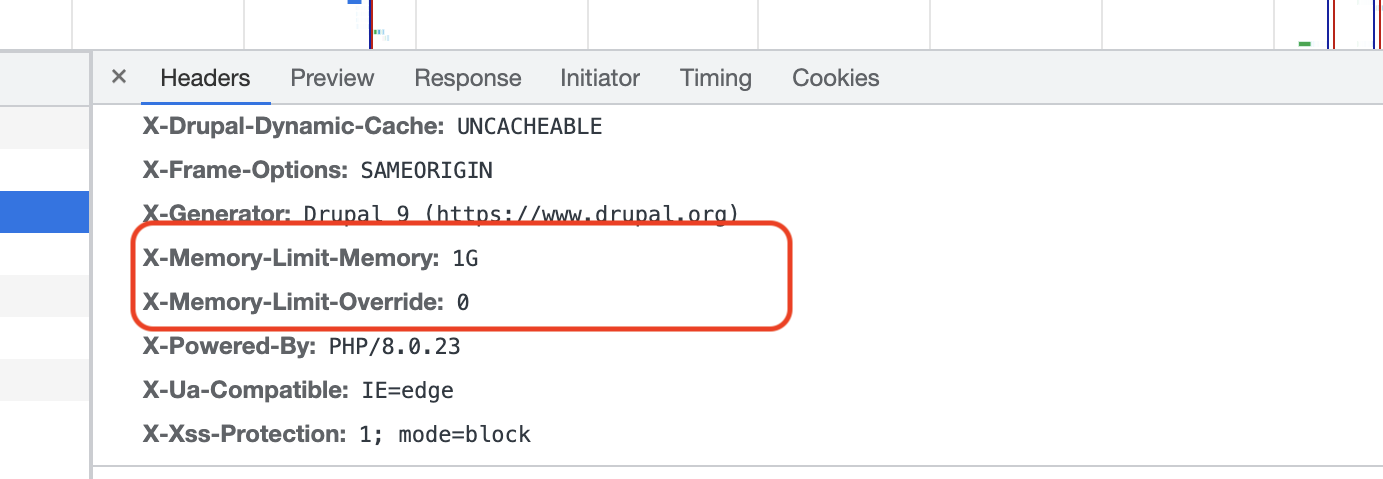 × Headers Preview Response Initiator Timing Cookies
X-Drupal-Dynamic-Cache: UNCACHEABLE
X-Frame-Options: SAMEORIGIN
X-Generator: Drupal 9 (https://www.drupal.org)
X-Memory-Limit-Memory: 1G
X-Memory-Limit-Override: 0
X-Powered-By: PHP/8.0.23
X-Ua-Compatible: IE=edge
X-Xss-Protection: 1; mode=block